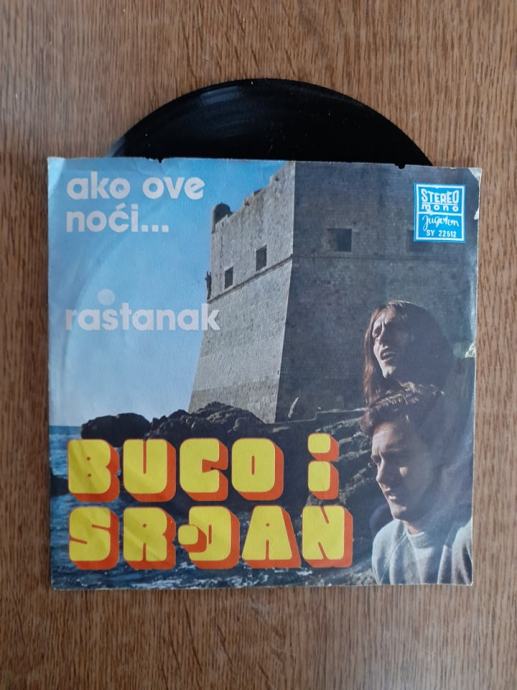 ako ove
noći...
rastanak
STEREO
mono
Jugoton
SY 22512
BUCO i
SRĐAN